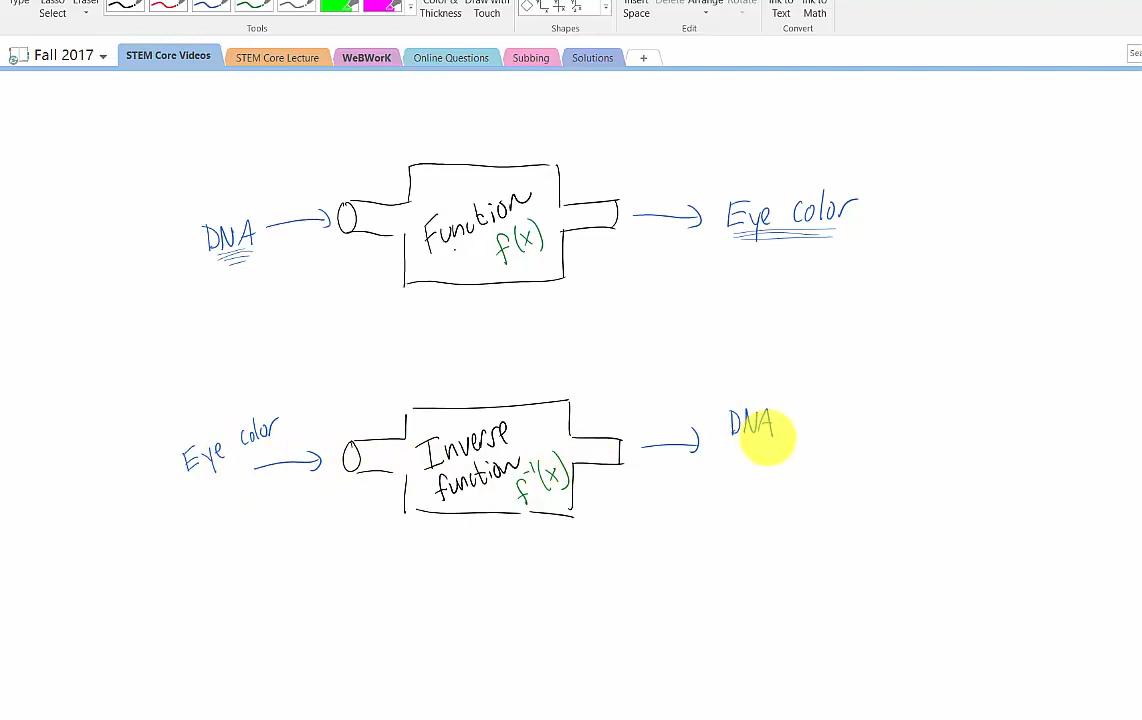 Lasso Select
Color & Thickness
Draw with Touch
Insert Space
Delete Arrange Rotate
Ink to Text
Ink to Math
Tools
Shapes
Edit
Convert
Fall 2017
STEM Core Videos
STEM Core Lecture
WeBWorK
Online Questions
Subbing
Solutions
+
DNA
Function
f(x)
Eye color
Eye color
Inverse
function
f⁻¹(x)
DNA